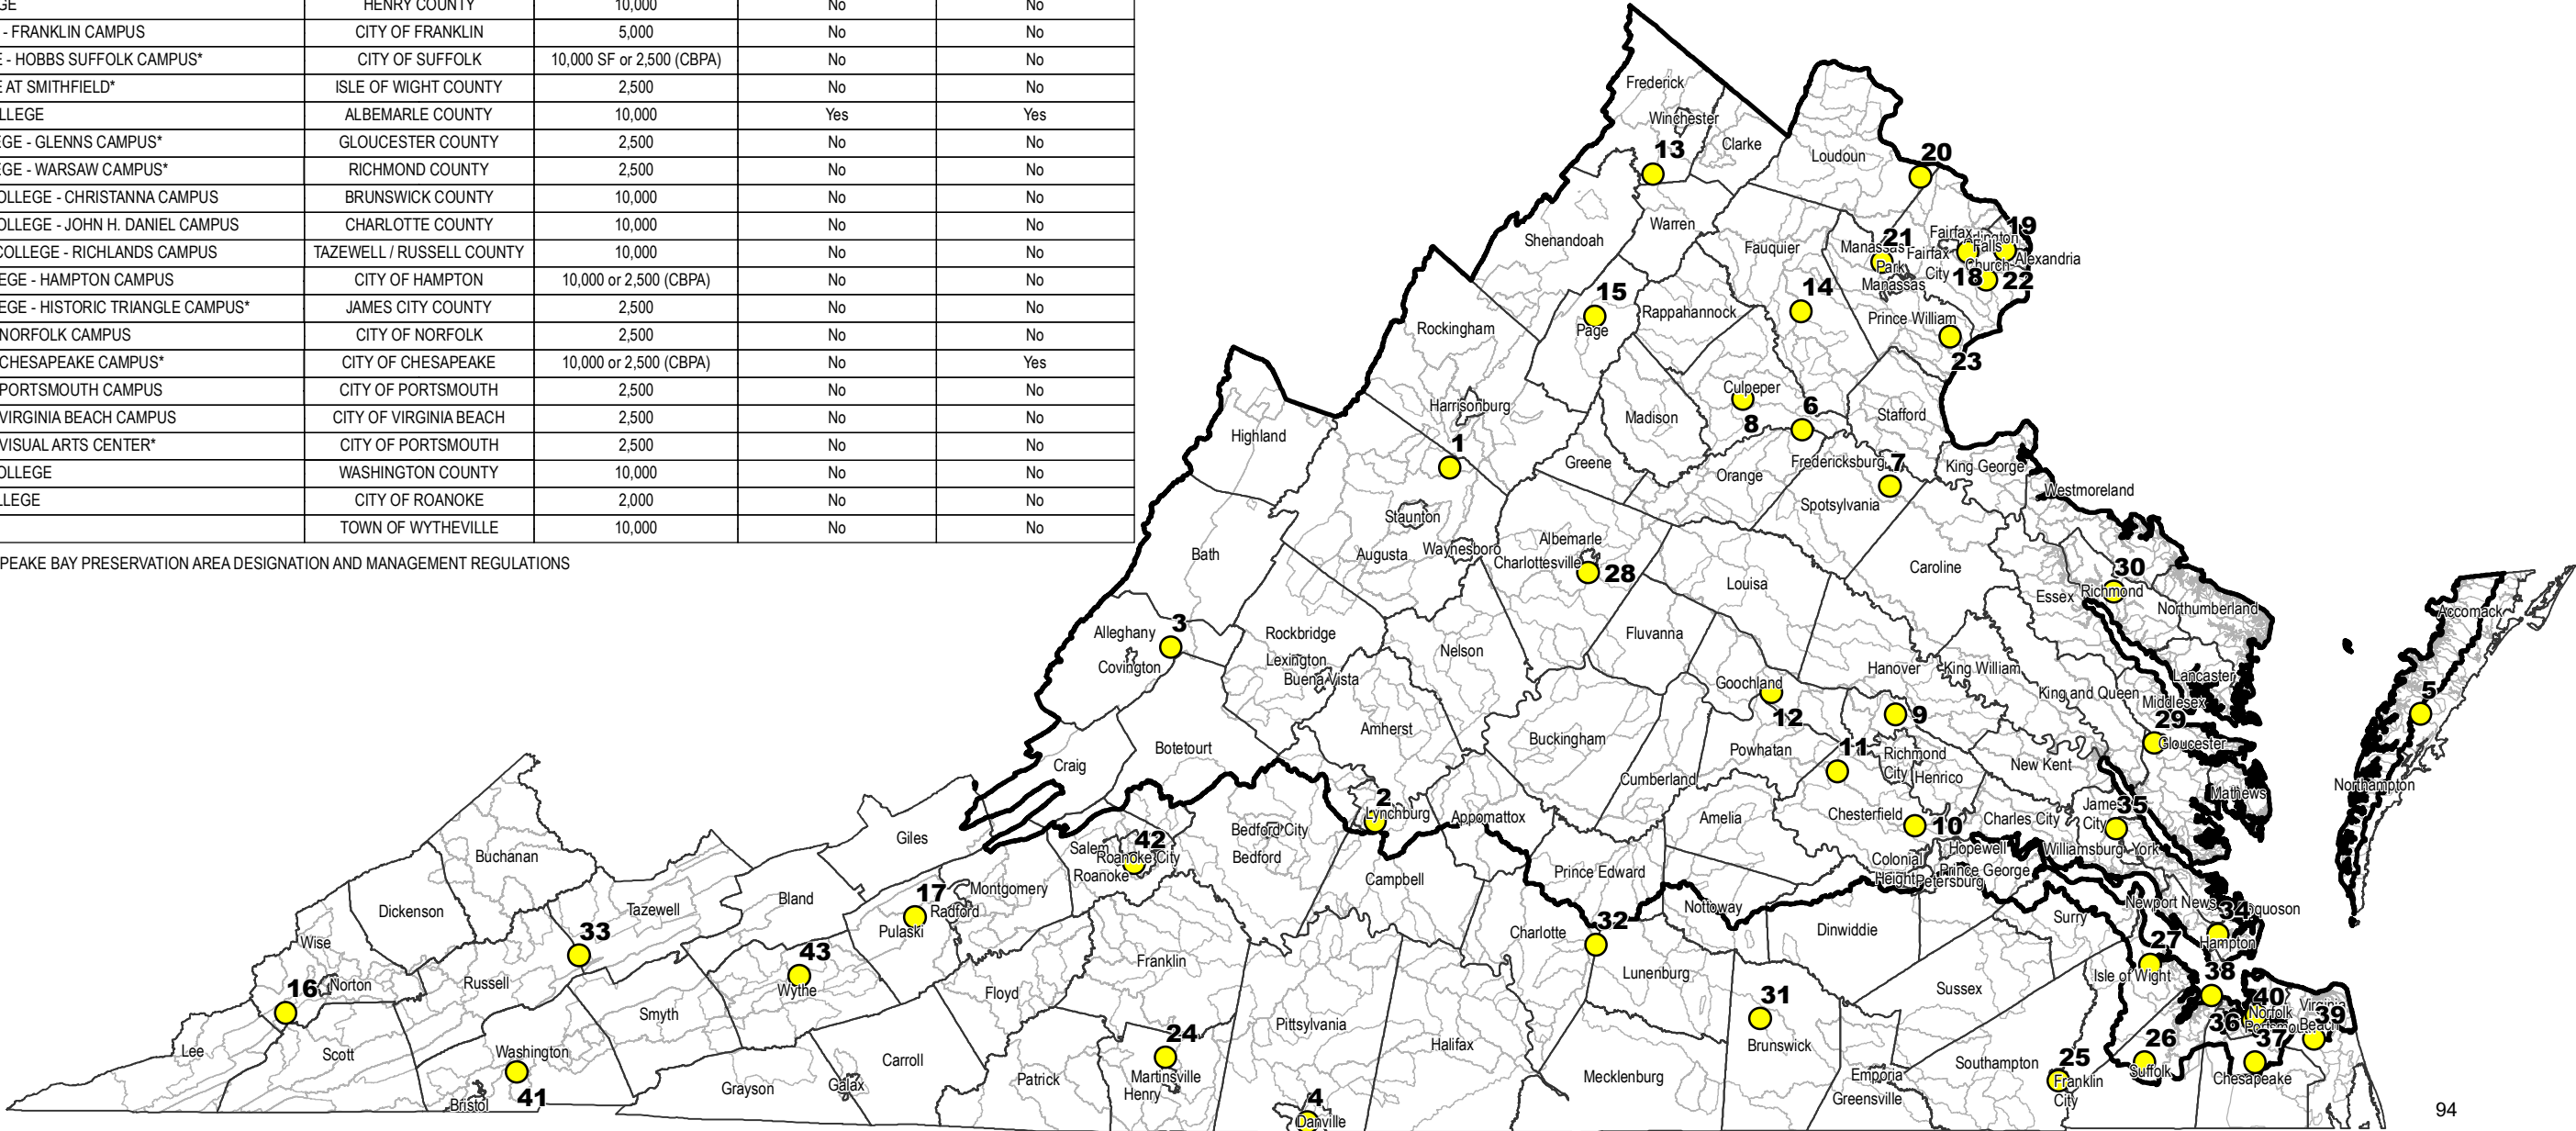 GE HENRY COUNTY 10,000 No No
- FRANKLIN CAMPUS CITY OF FRANKLIN 5,000 No No
E - HOBBS SUFFOLK CAMPUS* CITY OF SUFFOLK 10,000 SF or 2,500 (CBPA) No No
E AT SMITHFIELD* ISLE OF WIGHT COUNTY 2,500 No No
LLEGE ALBEMARLE COUNTY 10,000 Yes Yes
EGE - GLENNS CAMPUS* GLOUCESTER COUNTY 2,500 No No
EGE - WARSAW CAMPUS* RICHMOND COUNTY 2,500 No No
OLLEGE - CHRISTANNA CAMPUS BRUNSWICK COUNTY 10,000 No No
OLLEGE - JOHN H. DANIEL CAMPUS CHARLOTTE COUNTY 10,000 No No
COLLEGE - RICHLANDS CAMPUS TAZEWELL / RUSSELL COUNTY 10,000 No No
EGE - HAMPTON CAMPUS CITY OF HAMPTON 10,000 or 2,500 (CBPA) No No
EGE - HISTORIC TRIANGLE CAMPUS* JAMES CITY COUNTY 2,500 No No
NORFOLK CAMPUS CITY OF NORFOLK 2,500 No No
CHESAPEAKE CAMPUS* CITY OF CHESAPEAKE 10,000 or 2,500 (CBPA) No Yes
PORTSMOUTH CAMPUS CITY OF PORTSMOUTH 2,500 No No
VIRGINIA BEACH CAMPUS CITY OF VIRGINIA BEACH 2,500 No No
VISUAL ARTS CENTER* CITY OF PORTSMOUTH 2,500 No No
OLLEGE WASHINGTON COUNTY 10,000 No No
LLEGE CITY OF ROANOKE 2,000 No No
TOWN OF WYTHEVILLE 10,000 No No
PEAKE BAY PRESERVATION AREA DESIGNATION AND MANAGEMENT REGULATIONS
Frederick
Winchester
13
Clarke
Loudoun
20
Warren
Shenandoah
Fauquier
Manassas
21
Park
Manassas
Fairfax
Fairfax
City
Falls
Church
19
Alexandria
18
22
14
15
Page
Rappahannock
Prince William
23
Rockingham
Harrisonburg
Culpeper
8
6
Madison
Stafford
Highland
1
Greene
Orange
Fredericksburg
7
King George
Spotsylvania
Westmoreland
Staunton
Augusta
Waynesboro
Albemarle
Charlottesville
28
Bath
Louisa
Caroline
30
Richmond
Essex
Northumberland
Accomack
3
Alleghany
Covington
Rockbridge
Lexington
Buena Vista
Nelson
Fluvanna
Hanover
King William
Goochland
12
King and Queen
Lancaster
Middlesex
29
Gloucester
5
Amherst
Buckingham
9
11
Powhatan
Richmond
City
Henrico
New Kent
Botetourt
Craig
Cumberland
Mathews
Northampton
2
Lynchburg
Appomattox
Amelia
Chesterfield
10
Charles City
James
City
35
Hopewell
Williamsburg
York
Giles
Salem
42
Roanoke City
Roanoke
Bedford City
Bedford
Campbell
Prince Edward
Colonial
Petersburg
Prince George
Buchanan
Dickenson
Tazewell
Bland
17
Radford
Montgomery
Pulaski
Nottoway
Newport News
34
quoson
Hampton
Surry
33
43
Wythe
Franklin
Charlotte
32
Dinwiddie
27
Isle of Wight
38
Wise
16
Norton
Russell
Floyd
Lunenburg
Sussex
31
40
Norfolk
36
Virginia
Beach
39
Smyth
24
Pittsylvania
Halifax
Brunswick
Southampton
25
Franklin
City
26
Suffolk
37
Chesapeake
Lee
Scott
Washington
41
Bristol
Grayson
Galax
Carroll
Patrick
Martinsville
Henry
4
Danville
Mecklenburg
Emporia
Greensville
94